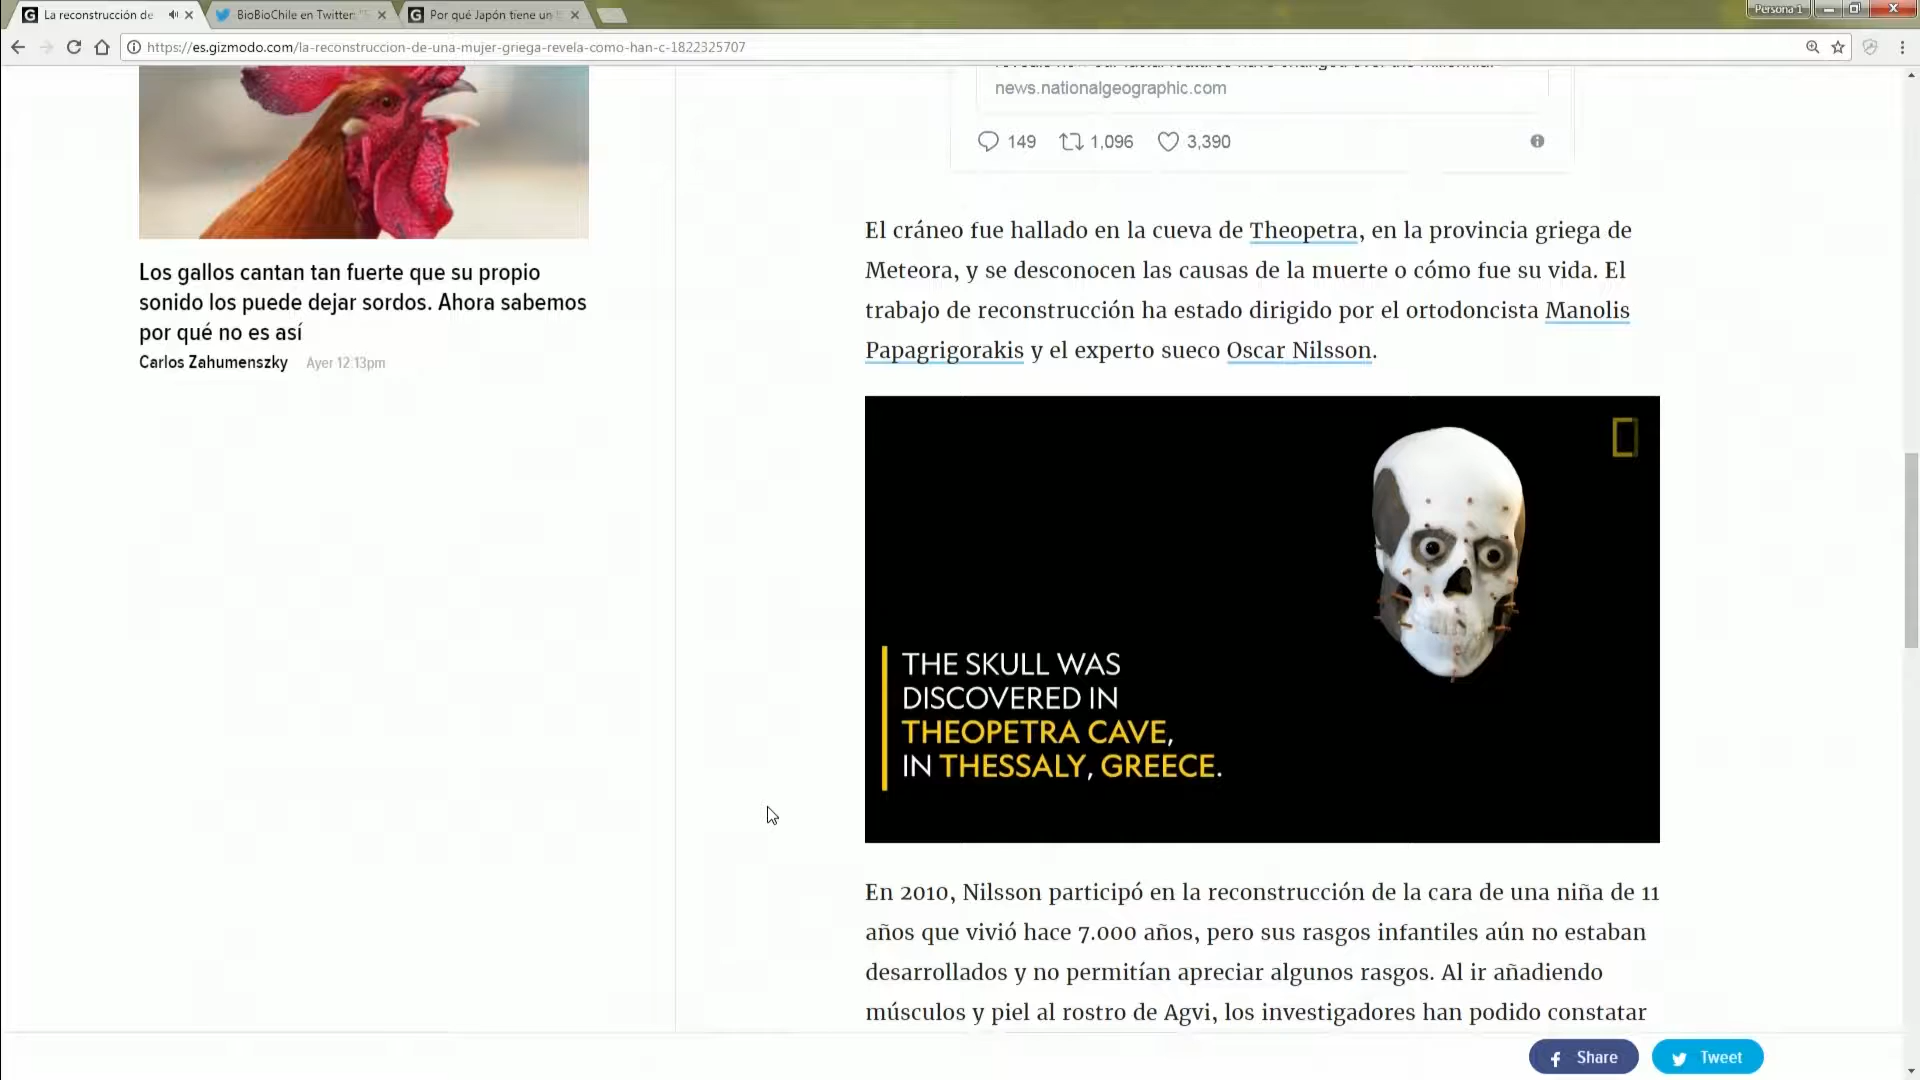 La reconstrucción de
BioBioChile en Twitter: "
Por qué Japón tiene un
Persona 1
https://es.gizmodo.com/la-reconstruccion-de-una-mujer-griega-revela-como-han-c-1822325707
news.nationalgeographic.com
149 1,096 3,390
Los gallos cantan tan fuerte que su propio
sonido los puede dejar sordos. Ahora sabemos
por qué no es así
Carlos Zahumenszky Ayer 12:13pm
El cráneo fue hallado en la cueva de Theopetra, en la provincia griega de
Meteora, y se desconocen las causas de la muerte o cómo fue su vida. El
trabajo de reconstrucción ha estado dirigido por el ortodoncista Manolis
Papagrigorakis y el experto sueco Oscar Nilsson.
THE SKULL WAS
DISCOVERED IN
THEOPETRA CAVE,
IN THESSALY, GREECE.
En 2010, Nilsson participó en la reconstrucción de la cara de una niña de 11
años que vivió hace 7.000 años, pero sus rasgos infantiles aún no estaban
desarrollados y no permitían apreciar algunos rasgos. Al ir añadiendo
músculos y piel al rostro de Agvi, los investigadores han podido constatar
Share
Tweet